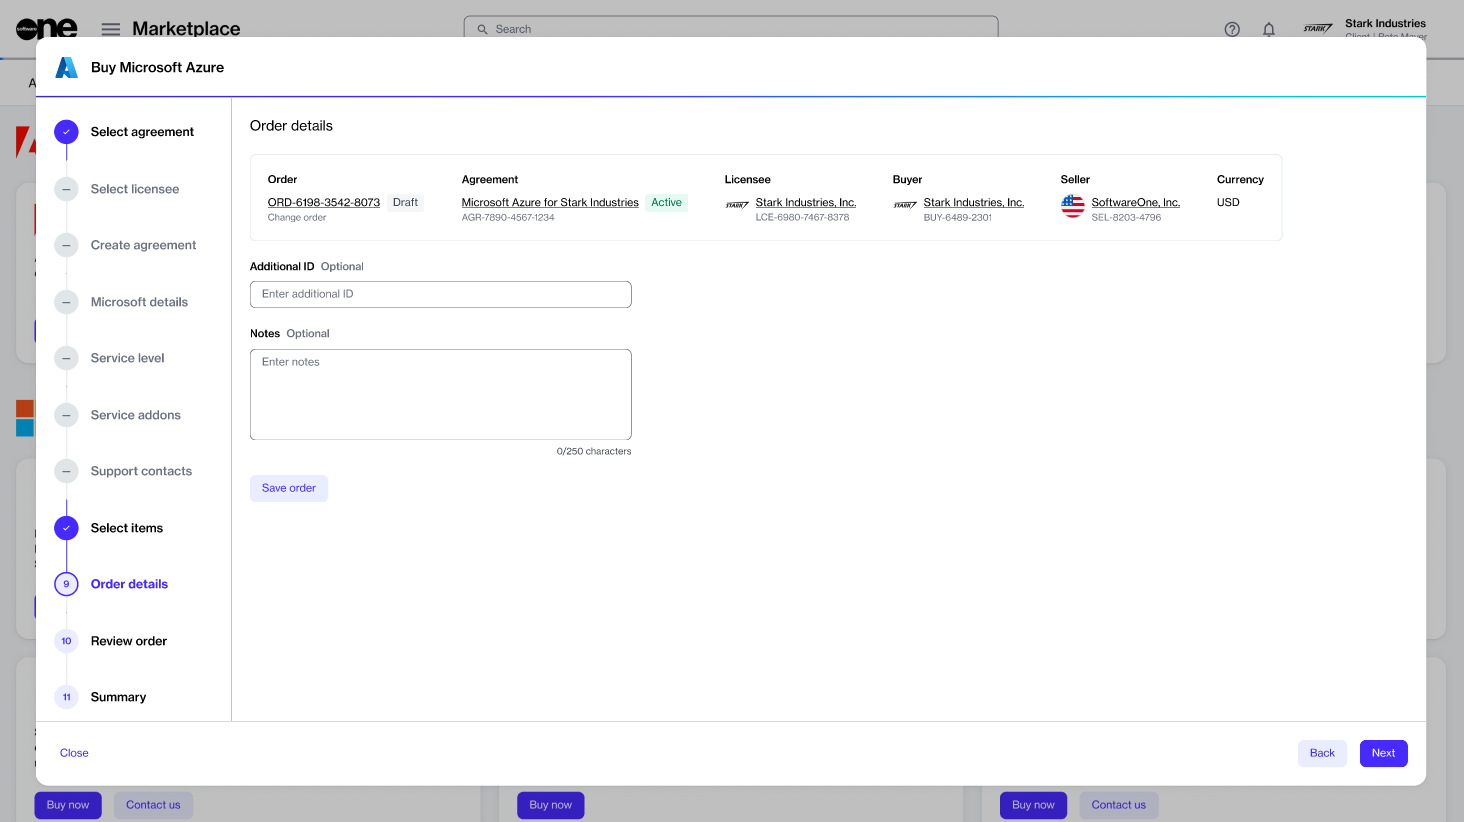 software one
Marketplace
Search
Stark Industries
STARK
Buy Microsoft Azure
Select agreement
Select licensee
Create agreement
Microsoft details
Service level
Service addons
Support contacts
Select items
9 Order details
10 Review order
11 Summary
Order details
Order Agreement Licensee Buyer Seller Currency
ORD-6198-3542-8073 Draft Microsoft Azure for Stark Industries Active STARK Stark Industries, Inc. STARK Stark Industries, Inc. SoftwareOne, Inc. USD
Change order AGR-7890-4567-1234 LCE-6980-7467-8378 BUY-6489-2301 SEL-8203-4796
Additional ID Optional
Enter additional ID
Notes Optional
Enter notes
0/250 characters
Save order
Close Back Next
Buy now Contact us Buy now Buy now Contact us